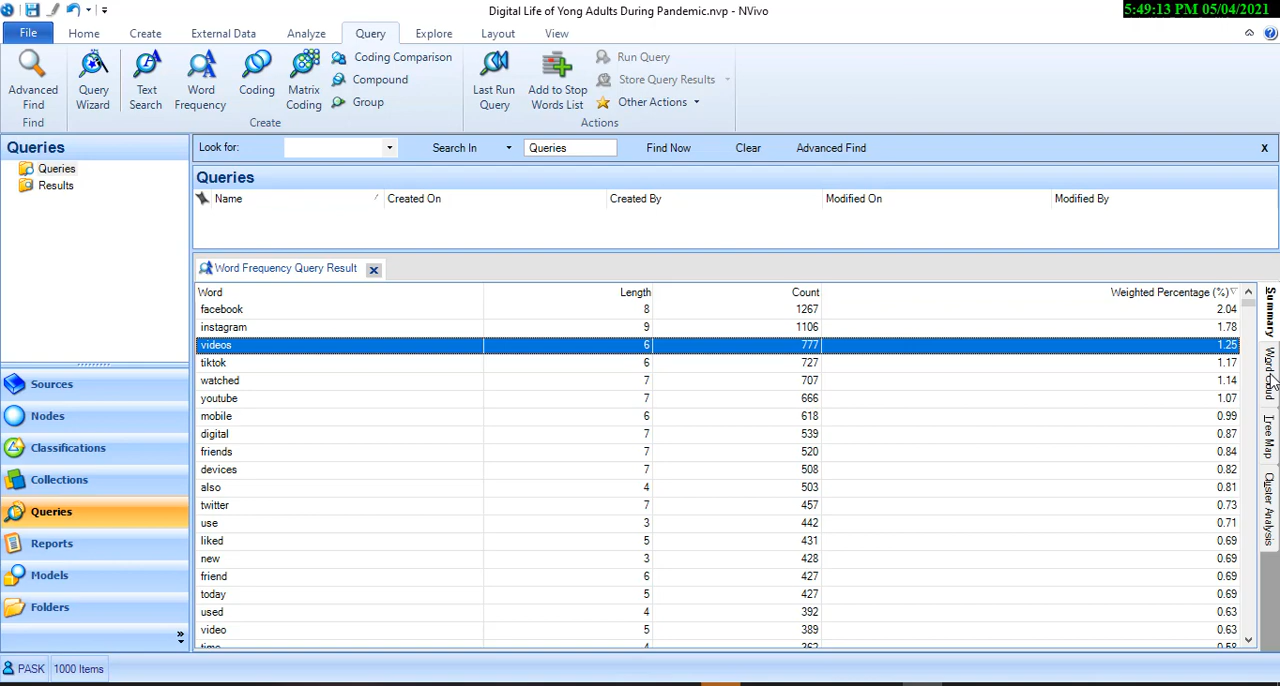 Digital Life of Yong Adults During Pandemic.nvp - NVivo
5:49:13 PM 05/04/2021
File Home Create External Data Analyze Query Explore Layout View
Advanced Find
Query Wizard
Text Search
Word Frequency
Coding
Matrix Coding
Coding Comparison
Compound
Group
Last Run Query
Add to Stop Words List
Run Query
Store Query Results
Other Actions
Find Create Actions
Queries
Queries
Results
Look for: Search In Queries Find Now Clear Advanced Find X
Queries
Name Created On Created By Modified On Modified By
Word Frequency Query Result
Word Length Count Weighted Percentage (%)
facebook 8 1267 2.04
instagram 9 1106 1.78
videos 6 777 1.25
tiktok 6 727 1.17
watched 7 707 1.14
youtube 7 666 1.07
mobile 6 618 0.99
digital 7 539 0.87
friends 7 520 0.84
devices 7 508 0.82
also 4 503 0.81
twitter 7 457 0.73
use 3 442 0.71
liked 5 431 0.69
new 3 428 0.69
friend 6 427 0.69
today 5 427 0.69
used 4 392 0.63
video 5 389 0.63
Summary
Tree Map
Cluster Analysis
Sources
Nodes
Classifications
Collections
Queries
Reports
Models
Folders
PASK 1000 Items